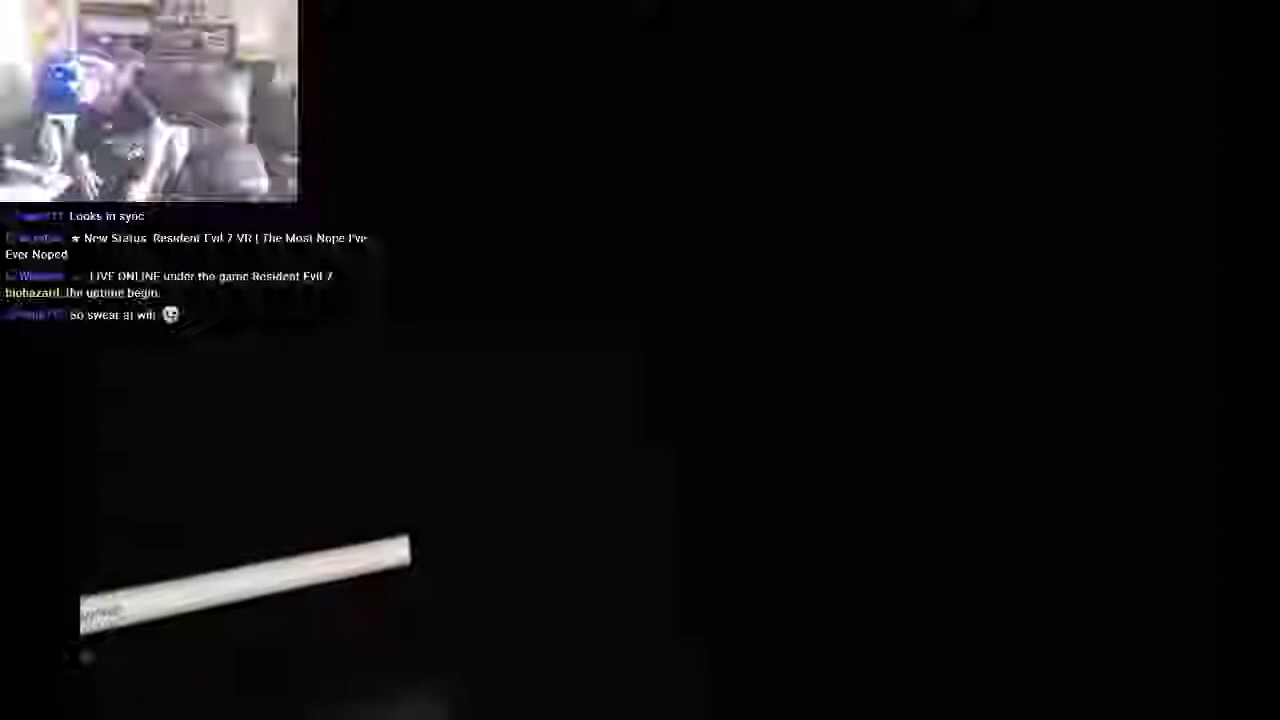 Looks in sync
★ New Status: Resident Evil 7 VR | The Most Nope I've
Ever Noped
LIVE ONLINE under the game Resident Evil 7
biohazard. the uptime begin.
So swear at will